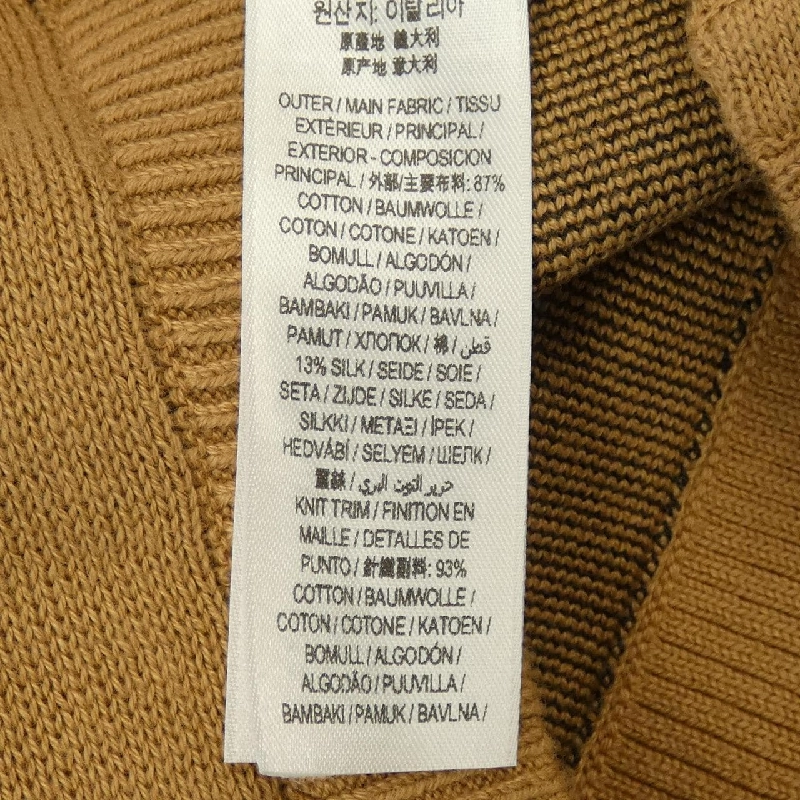 원산지: 이탈리아
原産地 義大利
原产地 意大利
OUTER / MAIN FABRIC / TISSU
EXTÉRIEUR / PRINCIPAL /
EXTERIOR - COMPOSICION
PRINCIPAL / 外部/主要布料: 87%
COTTON / BAUMWOLLE /
COTON / COTONE / KATOEN /
BOMULL / ALGODÓN /
ALGODÃO / PUUVILLA /
BAMBAKI / PAMUK / BAVLNA /
PAMUT / ХЛОПОК / 棉 / قطن
13% SILK / SEIDE / SOIE /
SETA / ZIJDE / SILKE / SEDA /
SILKKI / ΜΕΤΑΞΙ / İPEK /
HEDVÁBÍ / SELYEM / ШЕЛК /
蠶絲 / حرير التوت البري
KNIT TRIM / FINITION EN
MAILLE / DETALLES DE
PUNTO / 針織副料: 93%
COTTON / BAUMWOLLE /
COTON / COTONE / KATOEN /
BOMULL / ALGODÓN /
ALGODÃO / PUUVILLA /
BAMBAKI / PAMUK / BAVLNA /